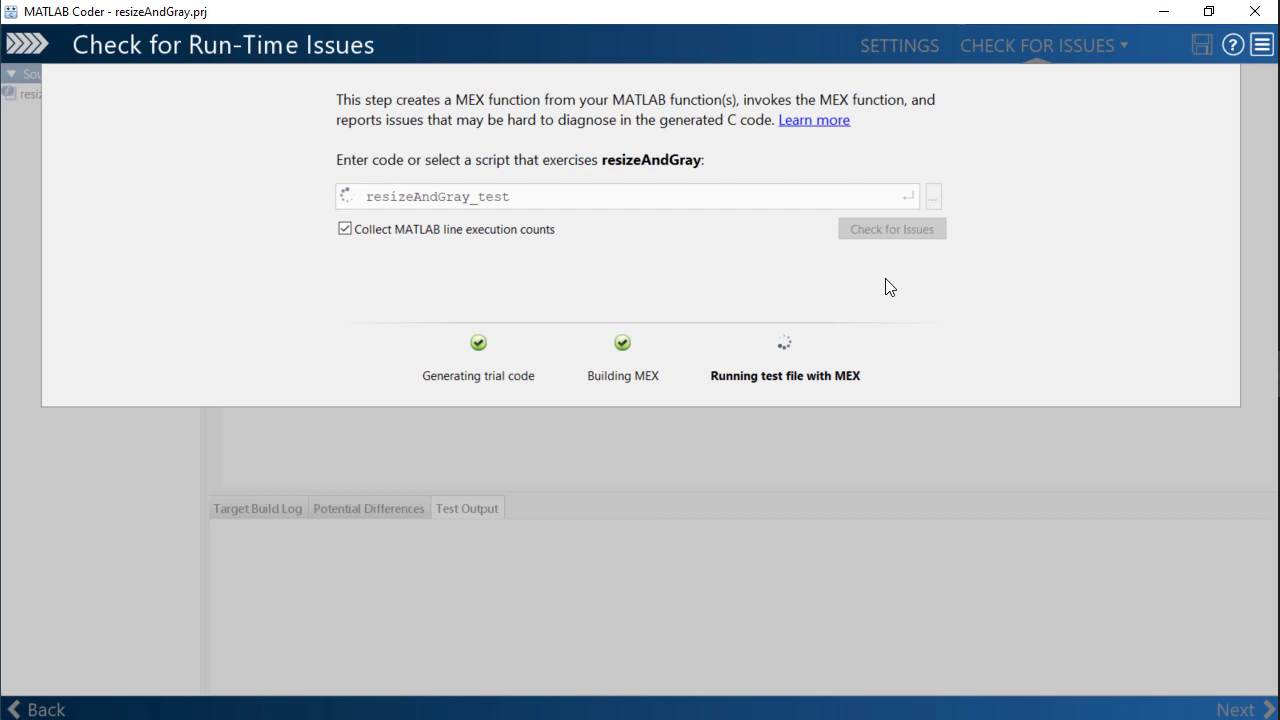 MATLAB Coder - resizeAndGray.prj
Check for Run-Time Issues
SETTINGS
CHECK FOR ISSUES
This step creates a MEX function from your MATLAB function(s), invokes the MEX function, and
reports issues that may be hard to diagnose in the generated C code. Learn more
Enter code or select a script that exercises resizeAndGray:
resizeAndGray_test
...
Collect MATLAB line execution counts
Check for Issues
Generating trial code
Building MEX
Running test file with MEX
Target Build Log
Potential Differences
Test Output
Back
Next